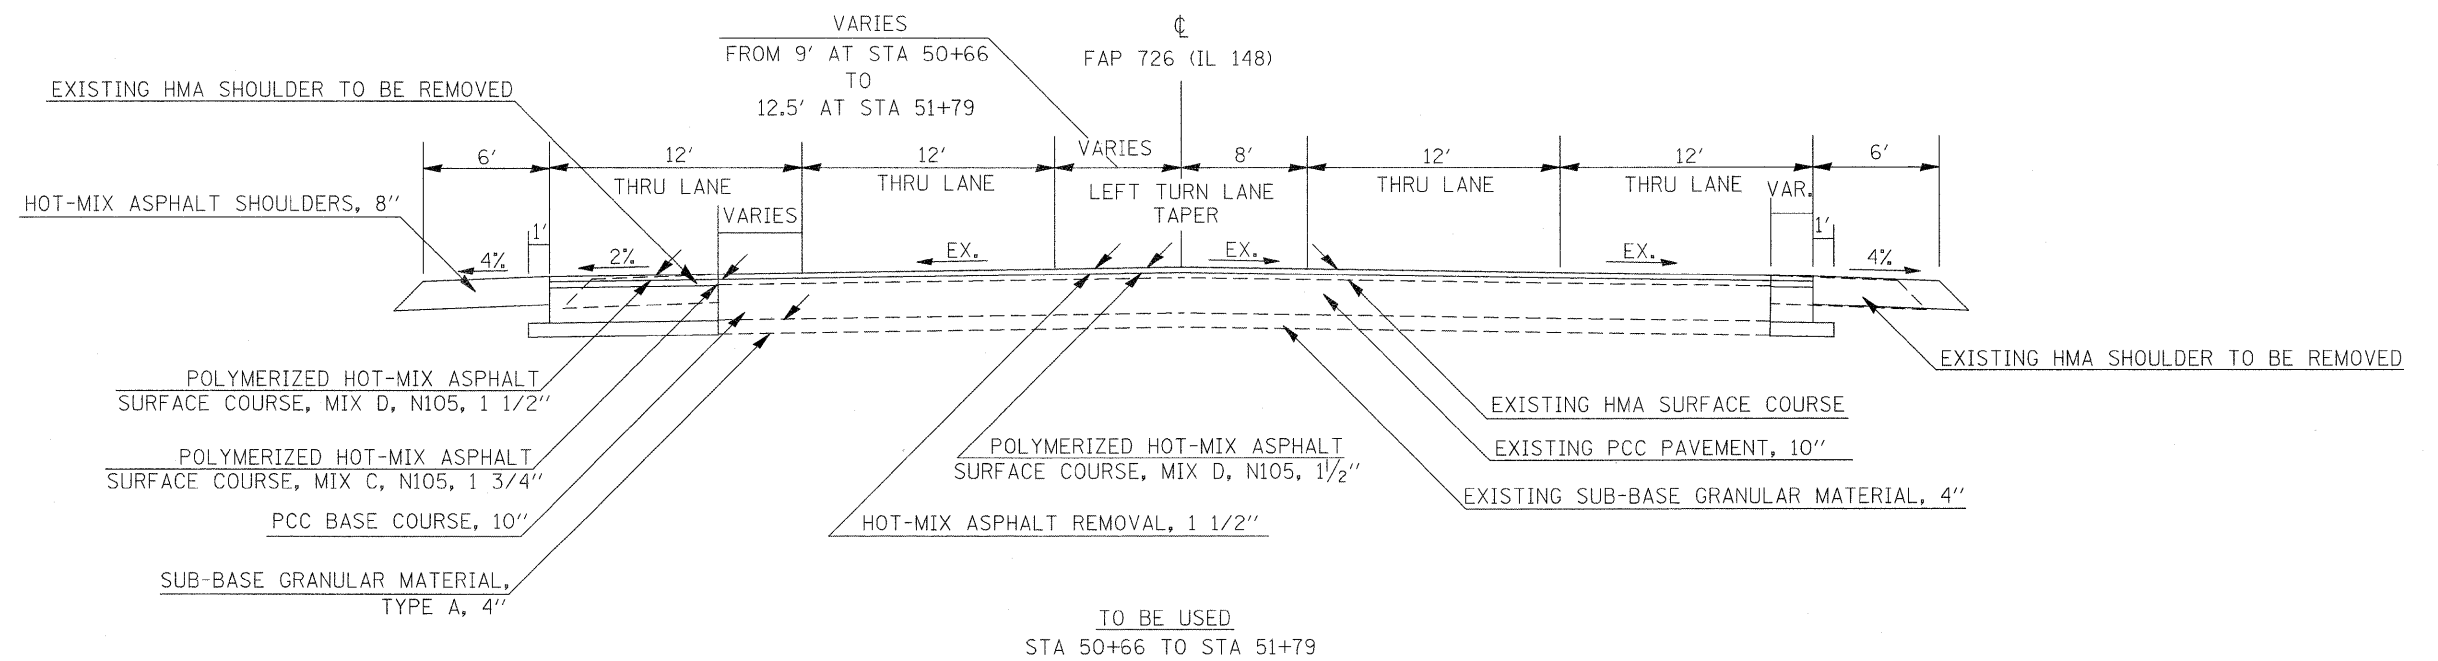 VARIES
FROM 9' AT STA 50+66
TO
12.5' AT STA 51+79
℄
FAP 726 (IL 148)
EXISTING HMA SHOULDER TO BE REMOVED
6'
12'
12'
VARIES
8'
12'
12'
6'
THRU LANE
THRU LANE
LEFT TURN LANE
TAPER
THRU LANE
THRU LANE
VAR.
HOT-MIX ASPHALT SHOULDERS, 8"
VARIES
1'
1'
4%
2%
EX.
EX.
EX.
4%
POLYMERIZED HOT-MIX ASPHALT
SURFACE COURSE, MIX D, N105, 1 1/2"
POLYMERIZED HOT-MIX ASPHALT
SURFACE COURSE, MIX C, N105, 1 3/4"
PCC BASE COURSE, 10"
SUB-BASE GRANULAR MATERIAL,
TYPE A, 4"
POLYMERIZED HOT-MIX ASPHALT
SURFACE COURSE, MIX D, N105, 1 1/2"
HOT-MIX ASPHALT REMOVAL, 1 1/2"
EXISTING HMA SHOULDER TO BE REMOVED
EXISTING HMA SURFACE COURSE
EXISTING PCC PAVEMENT, 10"
EXISTING SUB-BASE GRANULAR MATERIAL, 4"
TO BE USED
STA 50+66 TO STA 51+79